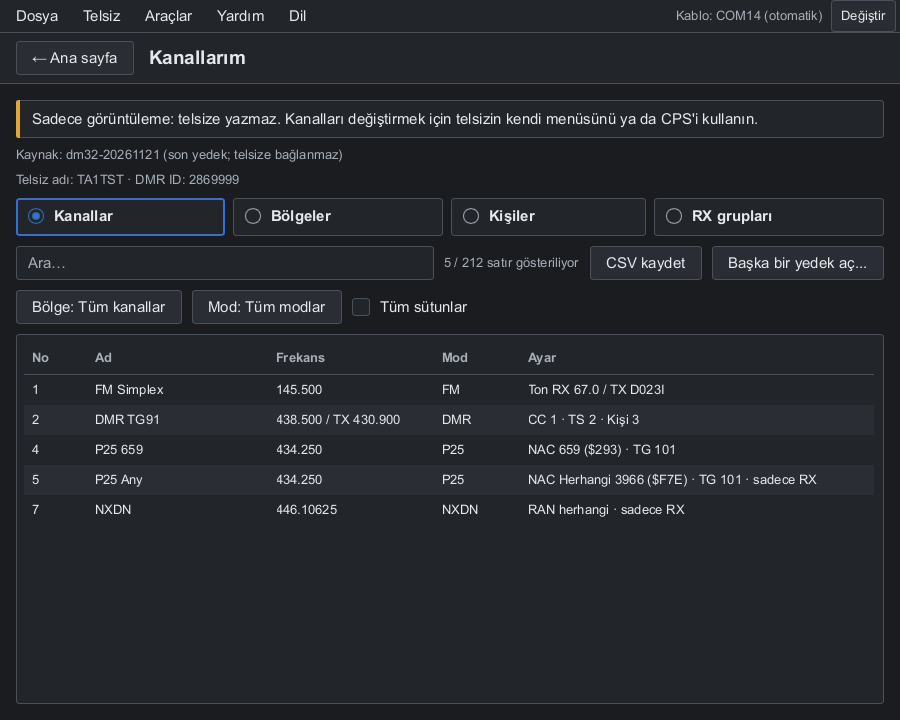 Dosya Telsiz Araçlar Yardım Dil Kablo: COM14 (otomatik) Değiştir
← Ana sayfa Kanallarım
Sadece görüntüleme: telsize yazmaz. Kanalları değiştirmek için telsizin kendi menüsünü ya da CPS'i kullanın.
Kaynak: dm32-20261121 (son yedek; telsize bağlanmaz)
Telsiz adı: TA1TST · DMR ID: 2869999
Kanallar Bölgeler Kişiler RX grupları
Ara… 5 / 212 satır gösteriliyor CSV kaydet Başka bir yedek aç...
Bölge: Tüm kanallar Mod: Tüm modlar Tüm sütunlar
No Ad Frekans Mod Ayar
1 FM Simplex 145.500 FM Ton RX 67.0 / TX D023I
2 DMR TG91 438.500 / TX 430.900 DMR CC 1 · TS 2 · Kişi 3
4 P25 659 434.250 P25 NAC 659 ($293) · TG 101
5 P25 Any 434.250 P25 NAC Herhangi 3966 ($F7E) · TG 101 · sadece RX
7 NXDN 446.10625 NXDN RAN herhangi · sadece RX